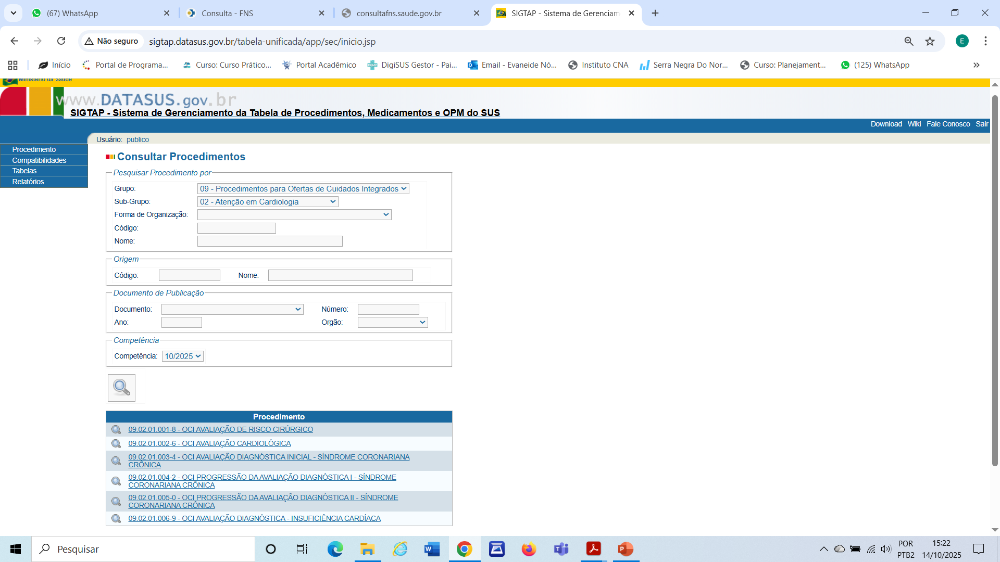 (67) WhatsApp
Consulta - FNS
consultafns.saude.gov.br
SIGTAP - Sistema de Gerenciam
Não seguro
sigtap.datasus.gov.br/tabela-unificada/app/sec/inicio.jsp
E
Início
Portal de Programa...
Curso: Curso Prático...
Portal Acadêmico
DigiSUS Gestor - Pai...
Email - Evaneide Nó...
Instituto CNA
Serra Negra Do Nor...
Curso: Planejament...
(125) WhatsApp
»
Ministério da Saúde
www.DATASUS.gov.br
SIGTAP - Sistema de Gerenciamento da Tabela de Procedimentos, Medicamentos e OPM do SUS
Download Wiki Fale Conosco Sair
Usuário: publico
Procedimento
Compatibilidades
Tabelas
Relatórios
Consultar Procedimentos
Pesquisar Procedimento por
Grupo: 09 - Procedimentos para Ofertas de Cuidados Integrados
Sub-Grupo: 02 - Atenção em Cardiologia
Forma de Organização:
Código:
Nome:
Origem
Código: Nome:
Documento de Publicação
Documento: Número:
Ano: Orgão:
Competência
Competência: 10/2025
Procedimento
09.02.01.001-8 - OCI AVALIAÇÃO DE RISCO CIRÚRGICO
09.02.01.002-6 - OCI AVALIAÇÃO CARDIOLÓGICA
09.02.01.003-4 - OCI AVALIAÇÃO DIAGNÓSTICA INICIAL - SÍNDROME CORONARIANA
CRÔNICA
09.02.01.004-2 - OCI PROGRESSÃO DA AVALIAÇÃO DIAGNÓSTICA I - SÍNDROME
CORONARIANA CRÔNICA
09.02.01.005-0 - OCI PROGRESSÃO DA AVALIAÇÃO DIAGNÓSTICA II - SÍNDROME
CORONARIANA CRÔNICA
09.02.01.006-9 - OCI AVALIAÇÃO DIAGNÓSTICA - INSUFICIÊNCIA CARDÍACA
Pesquisar
POR
PTB2
15:22
14/10/2025